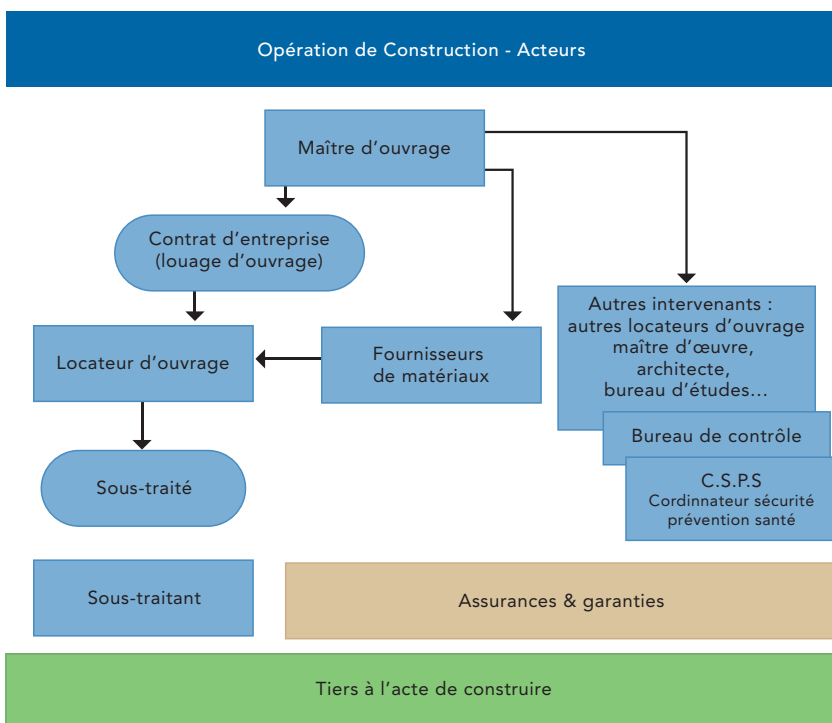 Opération de Construction - Acteurs
Maître d'ouvrage
Contrat d'entreprise
(louage d'ouvrage)
Locateur d'ouvrage
Fournisseurs
de matériaux
Autres intervenants :
autres locateurs d'ouvrage
maître d'œuvre,
architecte,
bureau d'études...
Bureau de contrôle
C.S.P.S
Cordinnateur sécurité
prévention santé
Sous-traité
Sous-traitant
Assurances & garanties
Tiers à l'acte de construire